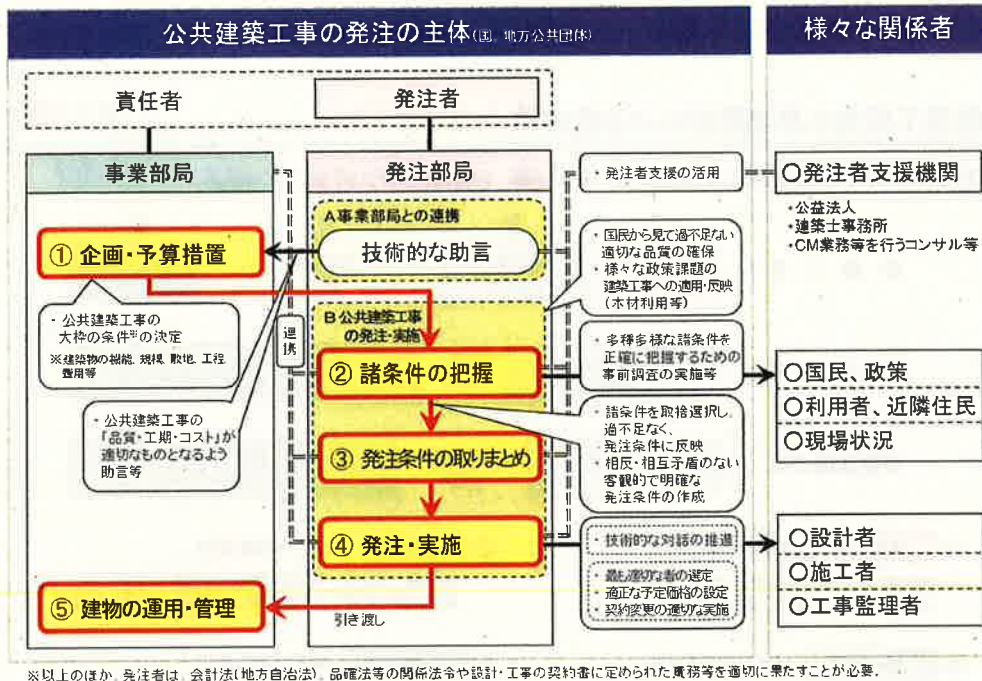 公共建築工事の発注の主体(国、地方公共団体)
様々な関係者
責任者
発注者
事業部局
発注部局
・発注者支援の活用
〇発注者支援機関
・公益法人
・建築士事務所
・CM業務等を行うコンサル等
A事業部局との連携
技術的な助言
① 企画・予算措置
・国民から見て過不足ない
適切な品質の確保
・様々な政策課題の
建築工事への適用・反映
(木材利用等)
・公共建築工事の
大枠の条件※の決定
※建築物の機能、規模、敷地、工程、
費用等
連携
B 公共建築工事
の発注・実施
② 諸条件の把握
・多種多様な諸条件を
正確に把握するための
事前調査の実施等
〇国民、政策
〇利用者、近隣住民
〇現場状況
・公共建築工事の
「品質・工期・コスト」が
適切なものとなるよう
助言等
・諸条件を取捨選択し、
過不足なく、
発注条件に反映
・相反・相互矛盾のない
客観的で明確な
発注条件の作成
③ 発注条件の取りまとめ
④ 発注・実施
・技術的な対話の推進
・最も適切な者の選定
・適正な予定価格の設定
・契約変更の適切な実施
〇設計者
〇施工者
〇工事監理者
⑤ 建物の運用・管理
引き渡し
※以上のほか、発注者は、会計法(地方自治法)、品確法等の関係法令や設計・工事の契約書に定められた責務等を適切に果たすことが必要。